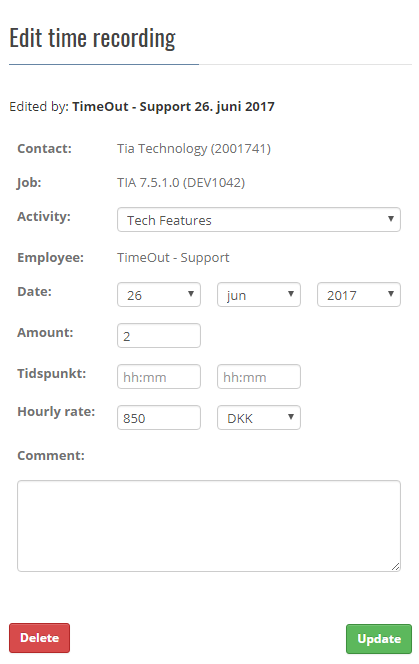 Edit time recording
Edited by: TimeOut - Support 26. juni 2017
Contact: Tia Technology (2001741)
Job: TIA 7.5.1.0 (DEV1042)
Activity: Tech Features
Employee: TimeOut - Support
Date: 26 jun 2017
Amount: 2
Tidspunkt: hh:mm hh:mm
Hourly rate: 850 DKK
Comment:
Delete Update